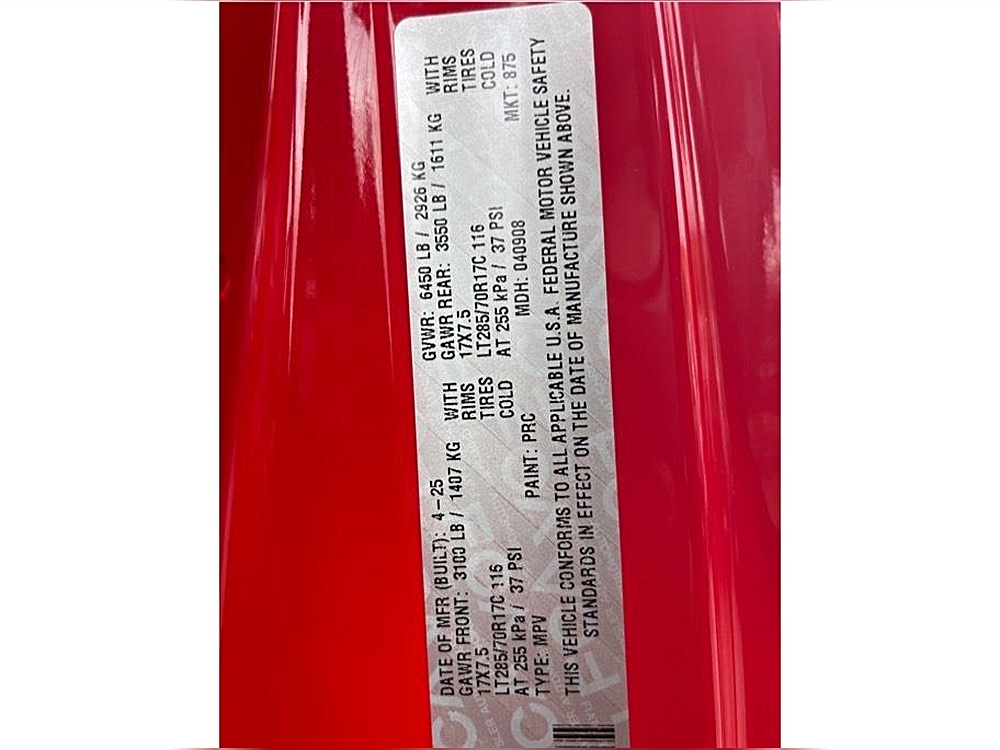 DATE OF MFR (BUILT): 4-25 GVWR: 6450 LB / 2926 KG
GAWR FRONT: 3100 LB / 1407 KG WITH GAWR REAR: 3550 LB / 1611 KG WITH
17X7.5 RIMS 17X7.5 RIMS
LT285/70R17C 116 TIRES LT285/70R17C 116 TIRES
AT 255 kPa / 37 PSI COLD AT 255 kPa / 37 PSI COLD
TYPE: MPV PAINT: PRC MDH: 040908 MKT: 875
THIS VEHICLE CONFORMS TO ALL APPLICABLE U.S.A. FEDERAL MOTOR VEHICLE SAFETY
STANDARDS IN EFFECT ON THE DATE OF MANUFACTURE SHOWN ABOVE.